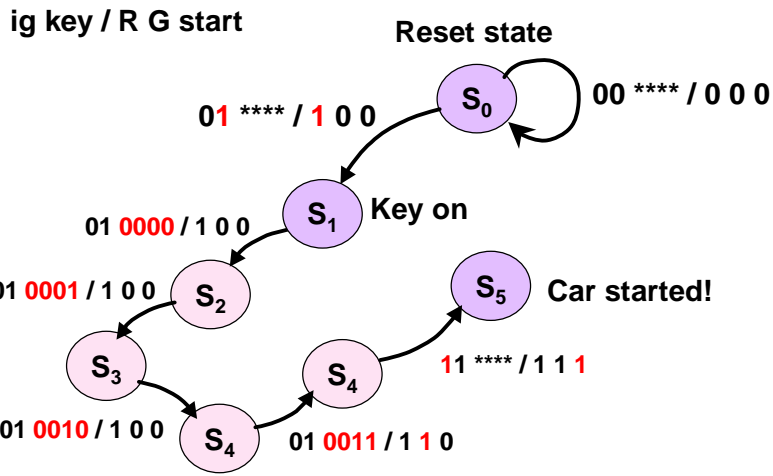 ig key / R G start
Reset state
S0
00 **** / 0 0 0
01 **** / 1 0 0
S1
Key on
01 0000 / 1 0 0
S2
01 0001 / 1 0 0
S5
Car started!
S3
S4
11 **** / 1 1 1
01 0010 / 1 0 0
S4
01 0011 / 1 1 0